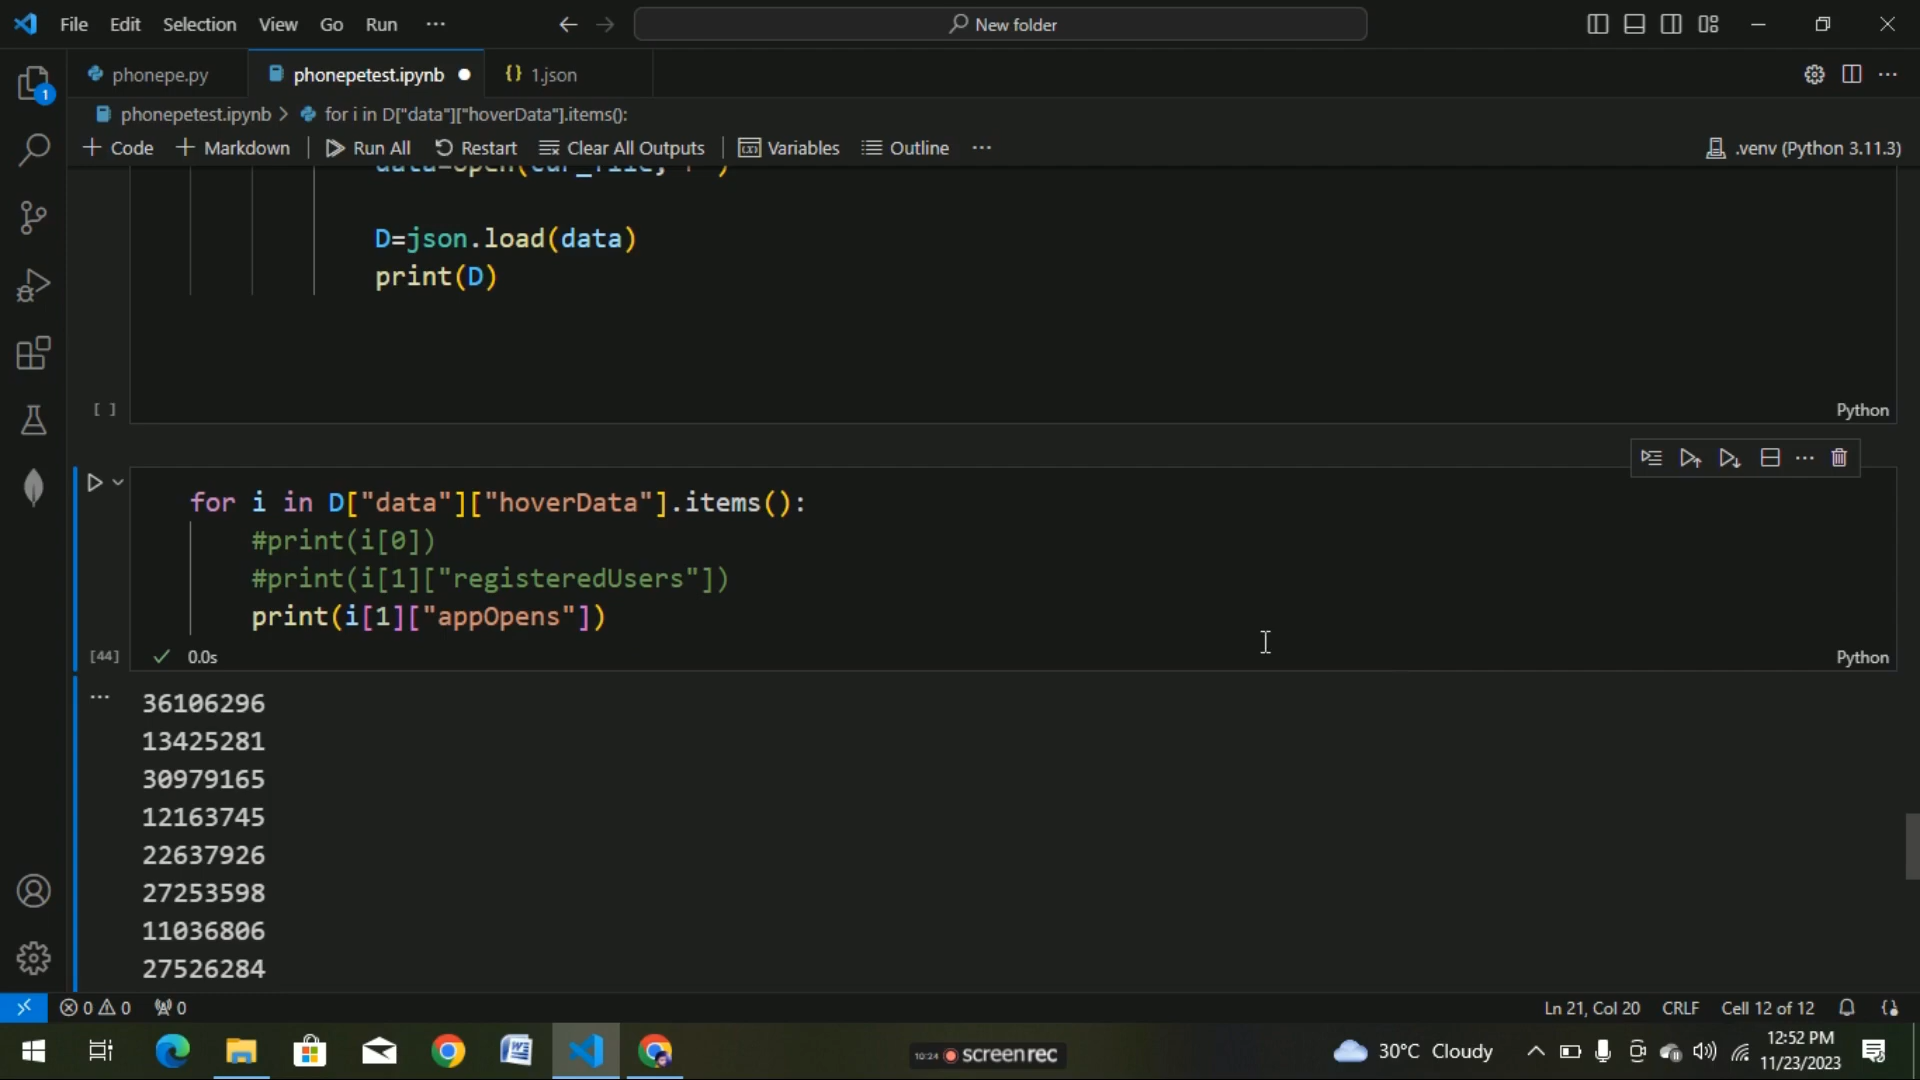 File Edit Selection View Go Run ··· New folder
phonepe.py phonepetest.ipynb 1.json
phonepetest.ipynb > for i in D["data"]["hoverData"].items():
+ Code + Markdown Run All Restart Clear All Outputs Variables Outline ··· .venv (Python 3.11.3)
D=json.load(data)
print(D)
[ ] Python
for i in D["data"]["hoverData"].items():
#print(i[0])
#print(i[1]["registeredUsers"])
print(i[1]["appOpens"])
[44] 0.0s Python
36106296
13425281
30979165
12163745
22637926
27253598
11036806
27526284
0 0 0 Ln 21, Col 20 CRLF Cell 12 of 12
10:24 screenrec 30°C Cloudy 12:52 PM
11/23/2023